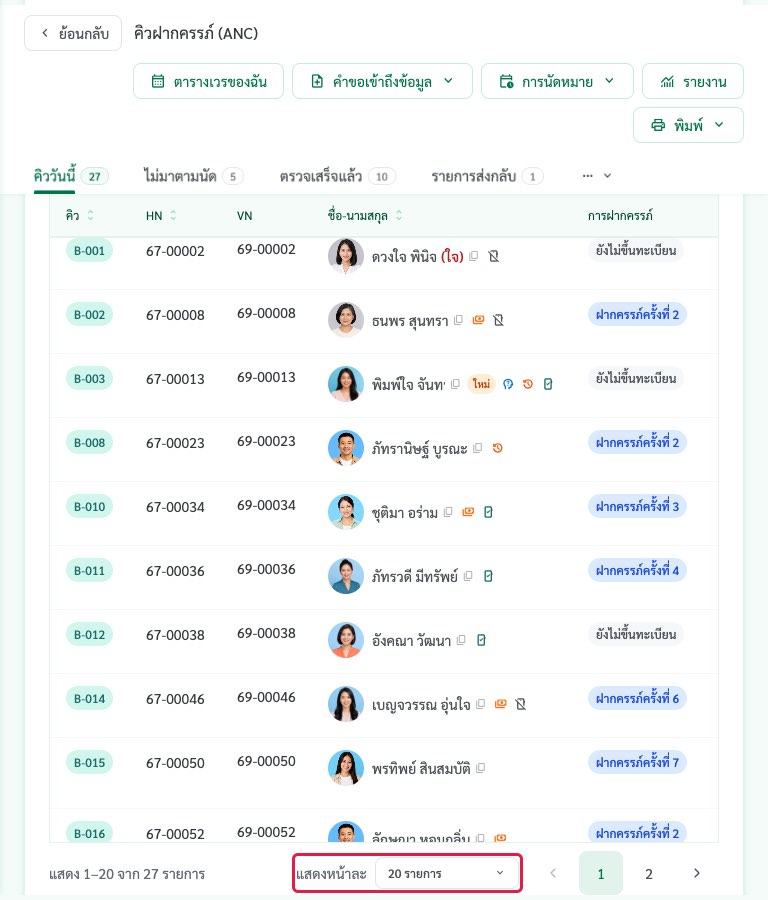 ย้อนกลับ คิวฝากครรภ์ (ANC)
ตารางเวรของฉัน คำขอเข้าถึงข้อมูล การนัดหมาย รายงาน
พิมพ์
คิววันนี้ 27 ไม่มาตามนัด 5 ตรวจเสร็จแล้ว 10 รายการส่งกลับ 1 ...
คิว HN VN ชื่อ-นามสกุล การฝากครรภ์
B-001 67-00002 69-00002 ดวงใจ พินิจ (ใจ) ยังไม่ขึ้นทะเบียน
B-002 67-00008 69-00008 ธนพร สุนทรา ฝากครรภ์ครั้งที่ 2
B-003 67-00013 69-00013 พิมพ์ใจ จันท ใหม่ ยังไม่ขึ้นทะเบียน
B-008 67-00023 69-00023 ภัทรานิษฐ์ บูรณะ ฝากครรภ์ครั้งที่ 2
B-010 67-00034 69-00034 ชุติมา อร่าม ฝากครรภ์ครั้งที่ 3
B-011 67-00036 69-00036 ภัทรวดี มีทรัพย์ ฝากครรภ์ครั้งที่ 4
B-012 67-00038 69-00038 อังคณา วัฒนา ยังไม่ขึ้นทะเบียน
B-014 67-00046 69-00046 เบญจวรรณ อุ่นใจ ฝากครรภ์ครั้งที่ 6
B-015 67-00050 69-00050 พรทิพย์ สินสมบัติ ฝากครรภ์ครั้งที่ 7
B-016 67-00052 69-00052 ลักษณา หอมกลิ่น ฝากครรภ์ครั้งที่ 2
แสดง 1–20 จาก 27 รายการ แสดงหน้าละ 20 รายการ 1 2